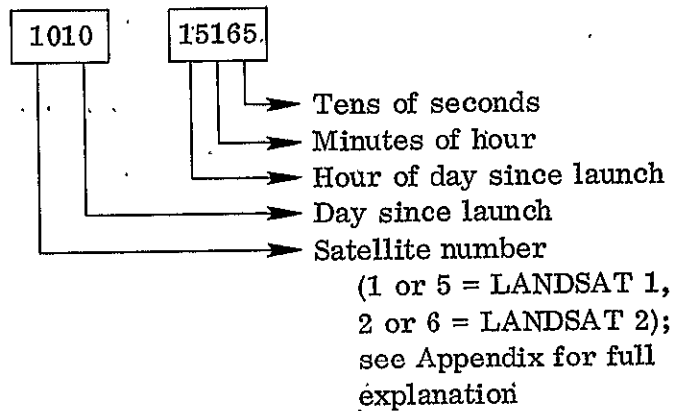 1010 15165
Tens of seconds
Minutes of hour
Hour of day since launch
Day since launch
Satellite number
(1 or 5 = LANDSAT 1,
2 or 6 = LANDSAT 2);
see Appendix for full
explanation